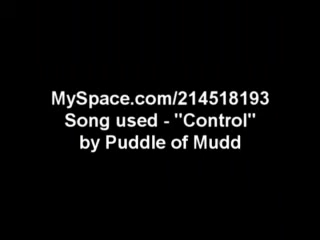 MySpace.com/214518193
Song used - "Control"
by Puddle of Mudd